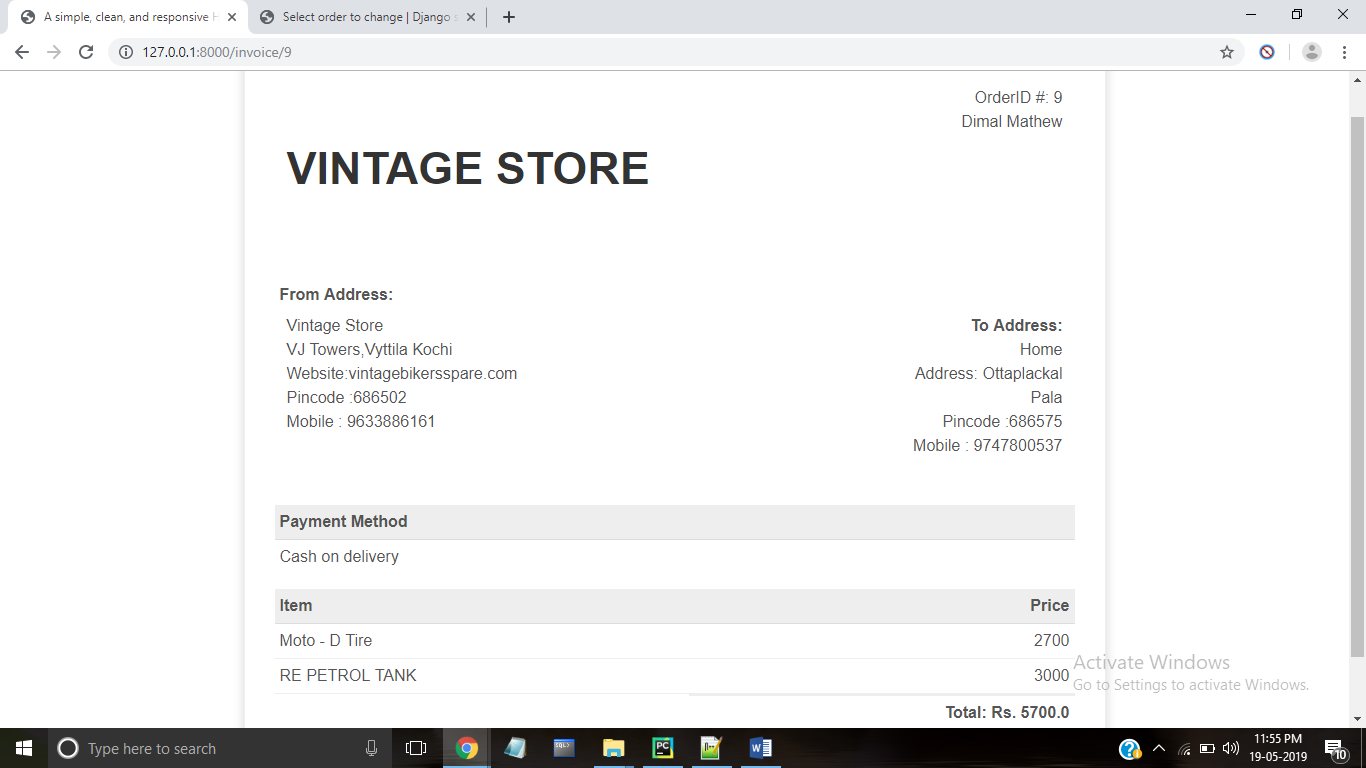 A simple, clean, and responsive H
Select order to change | Django s
127.0.0.1:8000/invoice/9
OrderID #: 9
Dimal Mathew
VINTAGE STORE
From Address:
Vintage Store
VJ Towers,Vyttila Kochi
Website:vintagebikersspare.com
Pincode :686502
Mobile : 9633886161
To Address:
Home
Address: Ottaplackal
Pala
Pincode :686575
Mobile : 9747800537
Payment Method
Cash on delivery
Item Price
Moto - D Tire 2700
RE PETROL TANK 3000
Total: Rs. 5700.0
Activate Windows
Go to Settings to activate Windows.
Type here to search
11:55 PM
19-05-2019
10